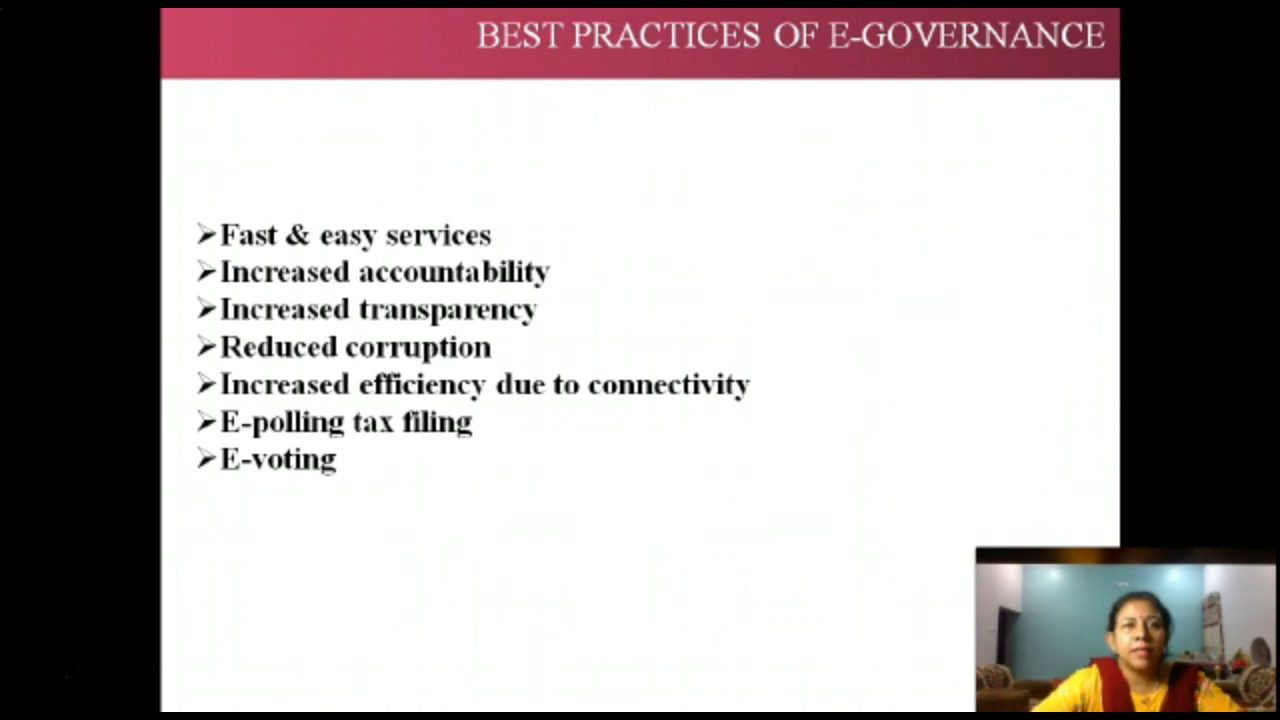 BEST PRACTICES OF E-GOVERNANCE
➢Fast & easy services
➢Increased accountability
➢Increased transparency
➢Reduced corruption
➢Increased efficiency due to connectivity
➢E-polling tax filing
➢E-voting